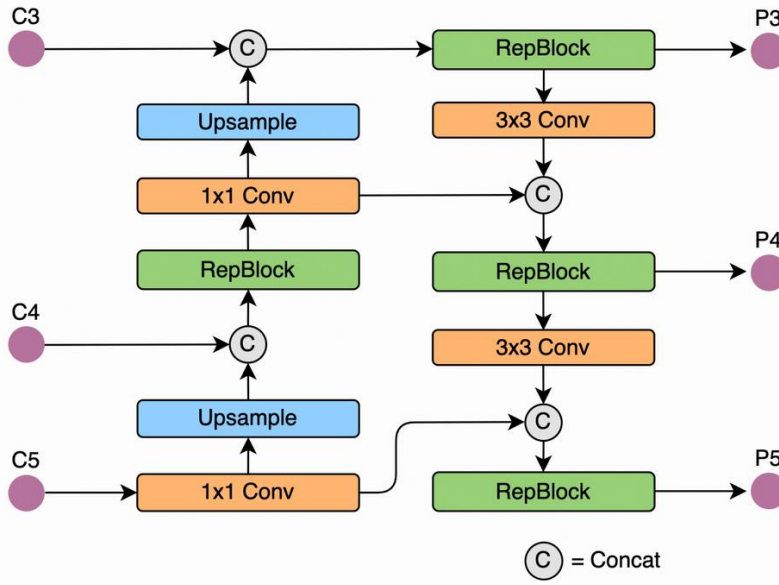 C3
P3
C
RepBlock
Upsample
3x3 Conv
1x1 Conv
C
RepBlock
RepBlock
P4
C4
C
3x3 Conv
Upsample
C
C5
1x1 Conv
RepBlock
P5
C = Concat